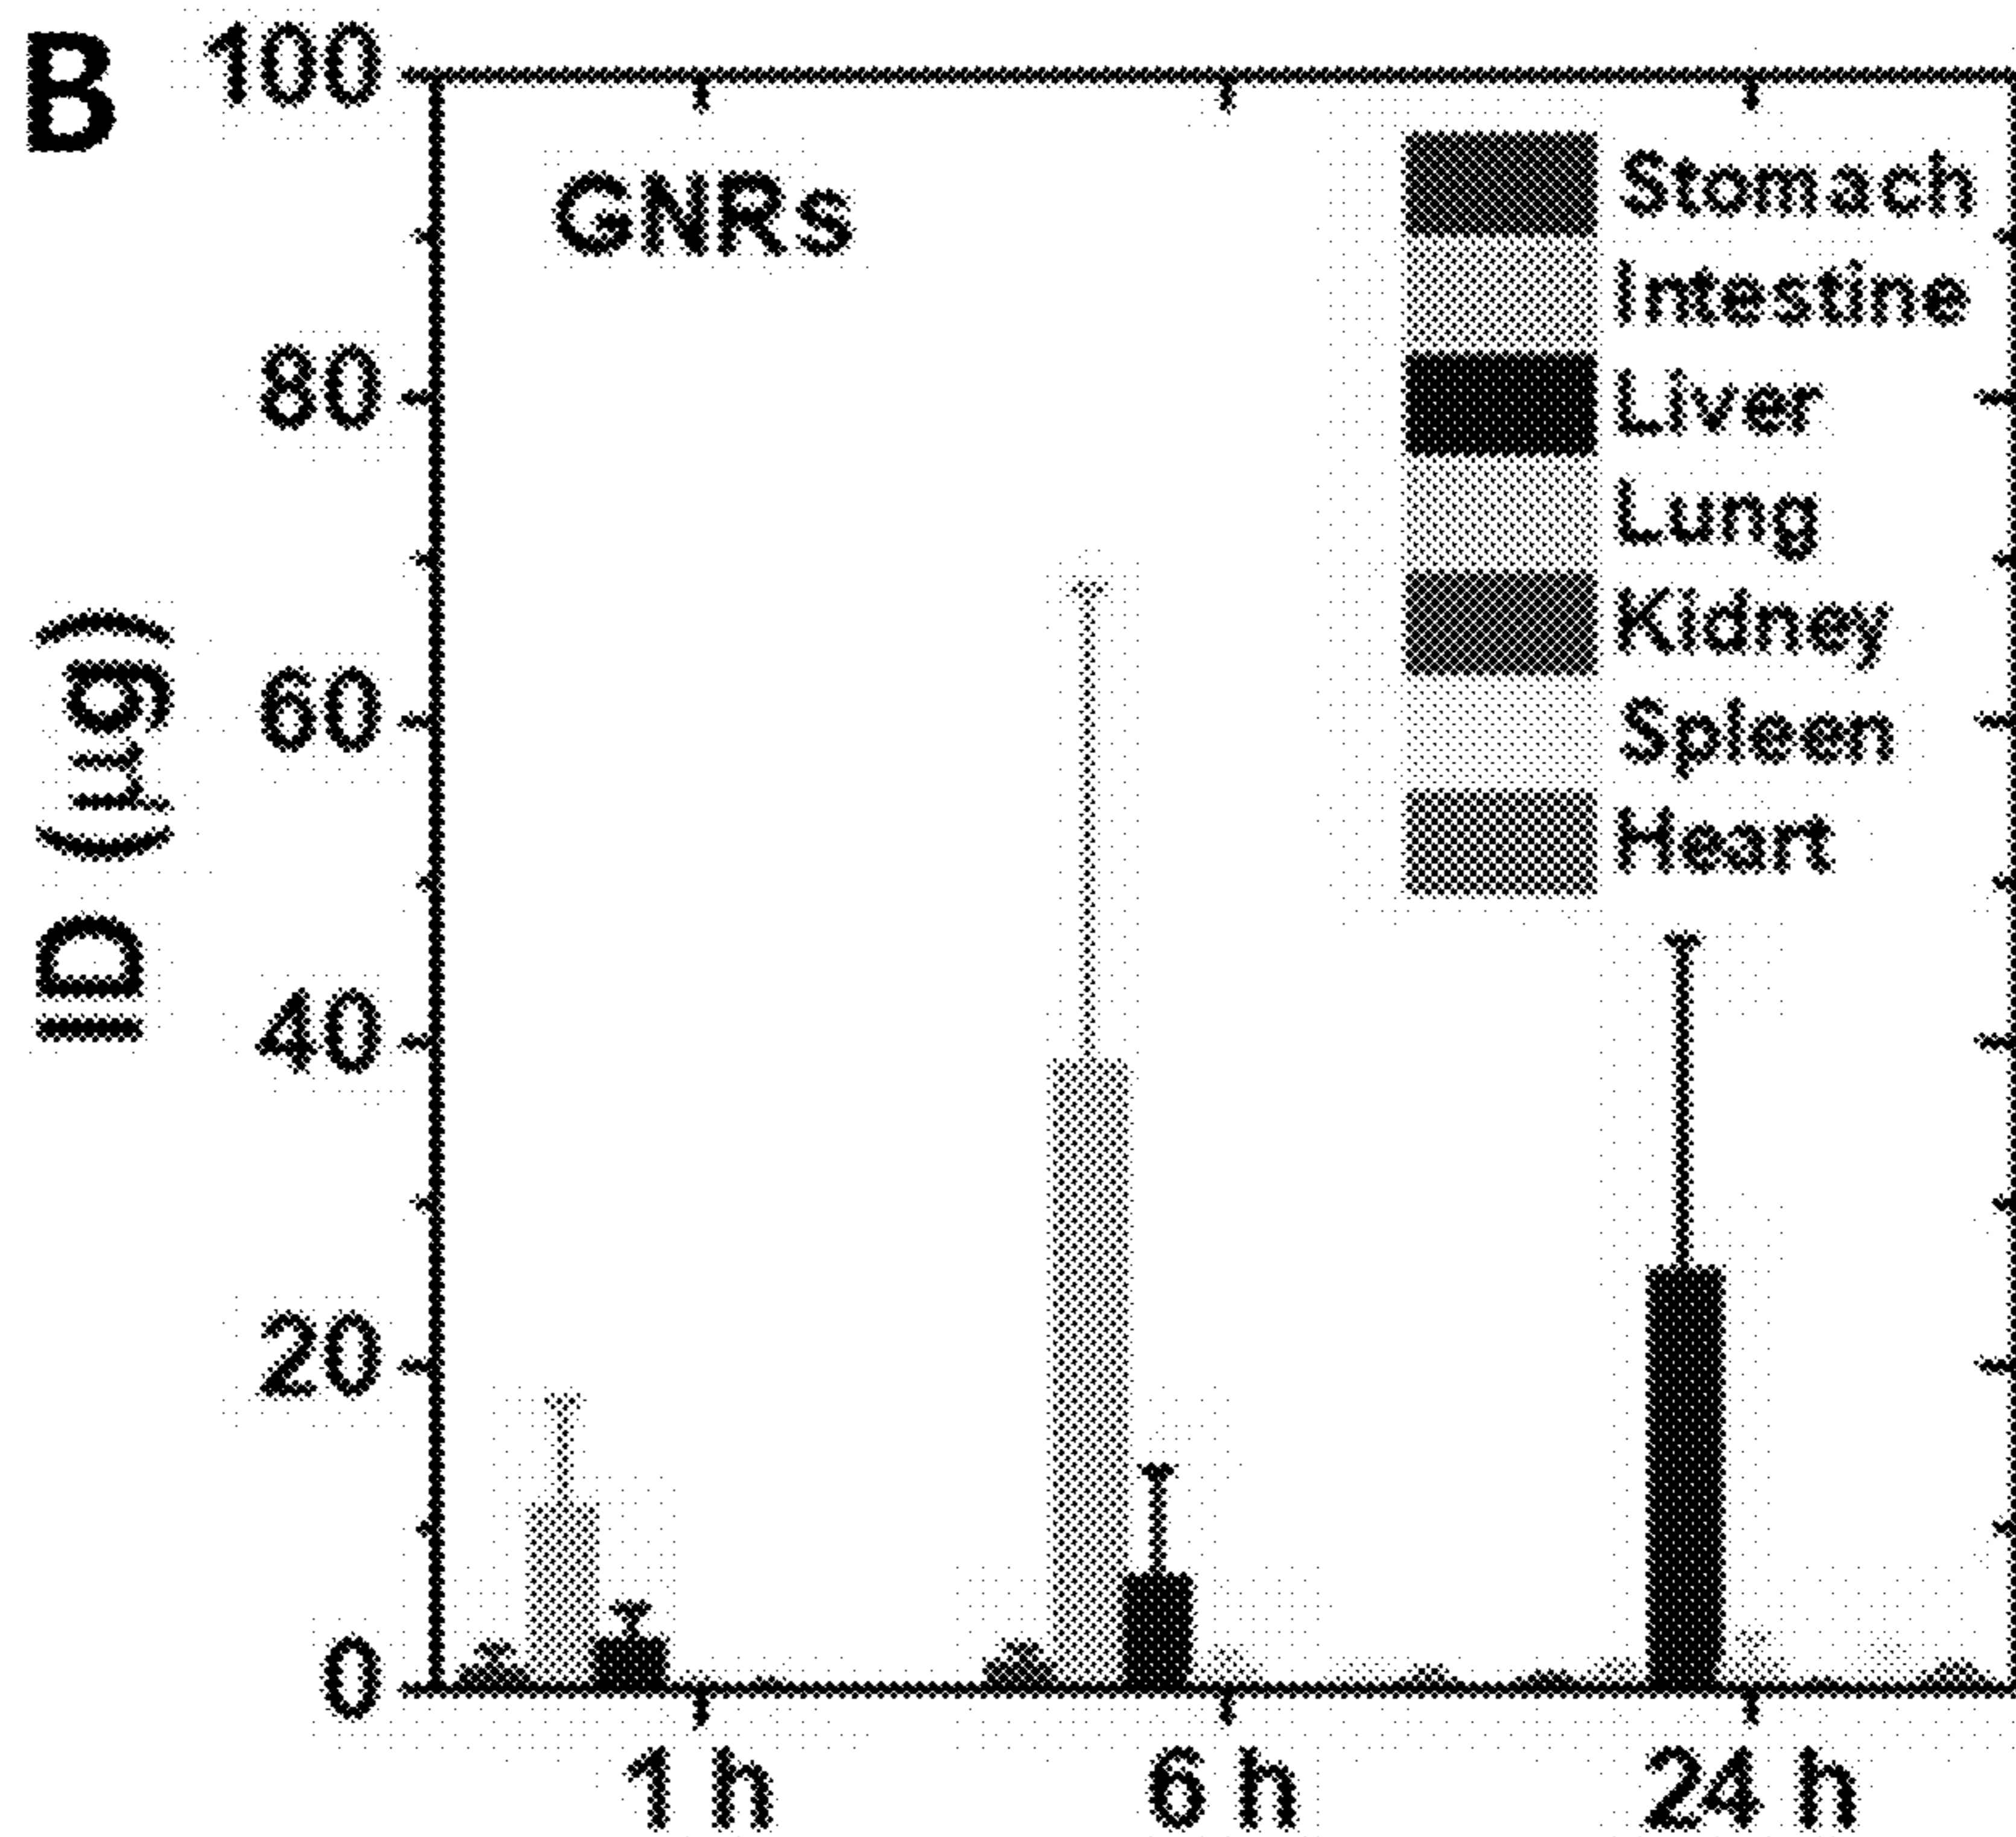 B
100
80
60
40
20
0
ID (µg)
GNRs
Stomach
Intestine
Liver
Lung
Kidney
Spleen
Heart
1 h
6 h
24 h